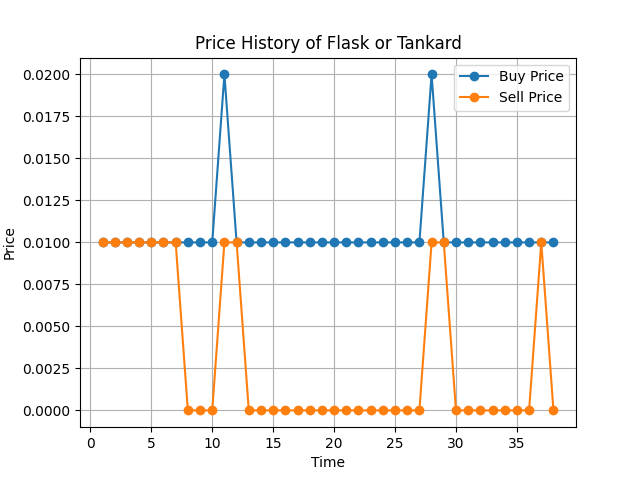 Price History of Flask or Tankard
Buy Price
Sell Price
0.0200
0.0175
0.0150
0.0125
0.0100
0.0075
0.0050
0.0025
0.0000
Price
0 5 10 15 20 25 30 35
Time